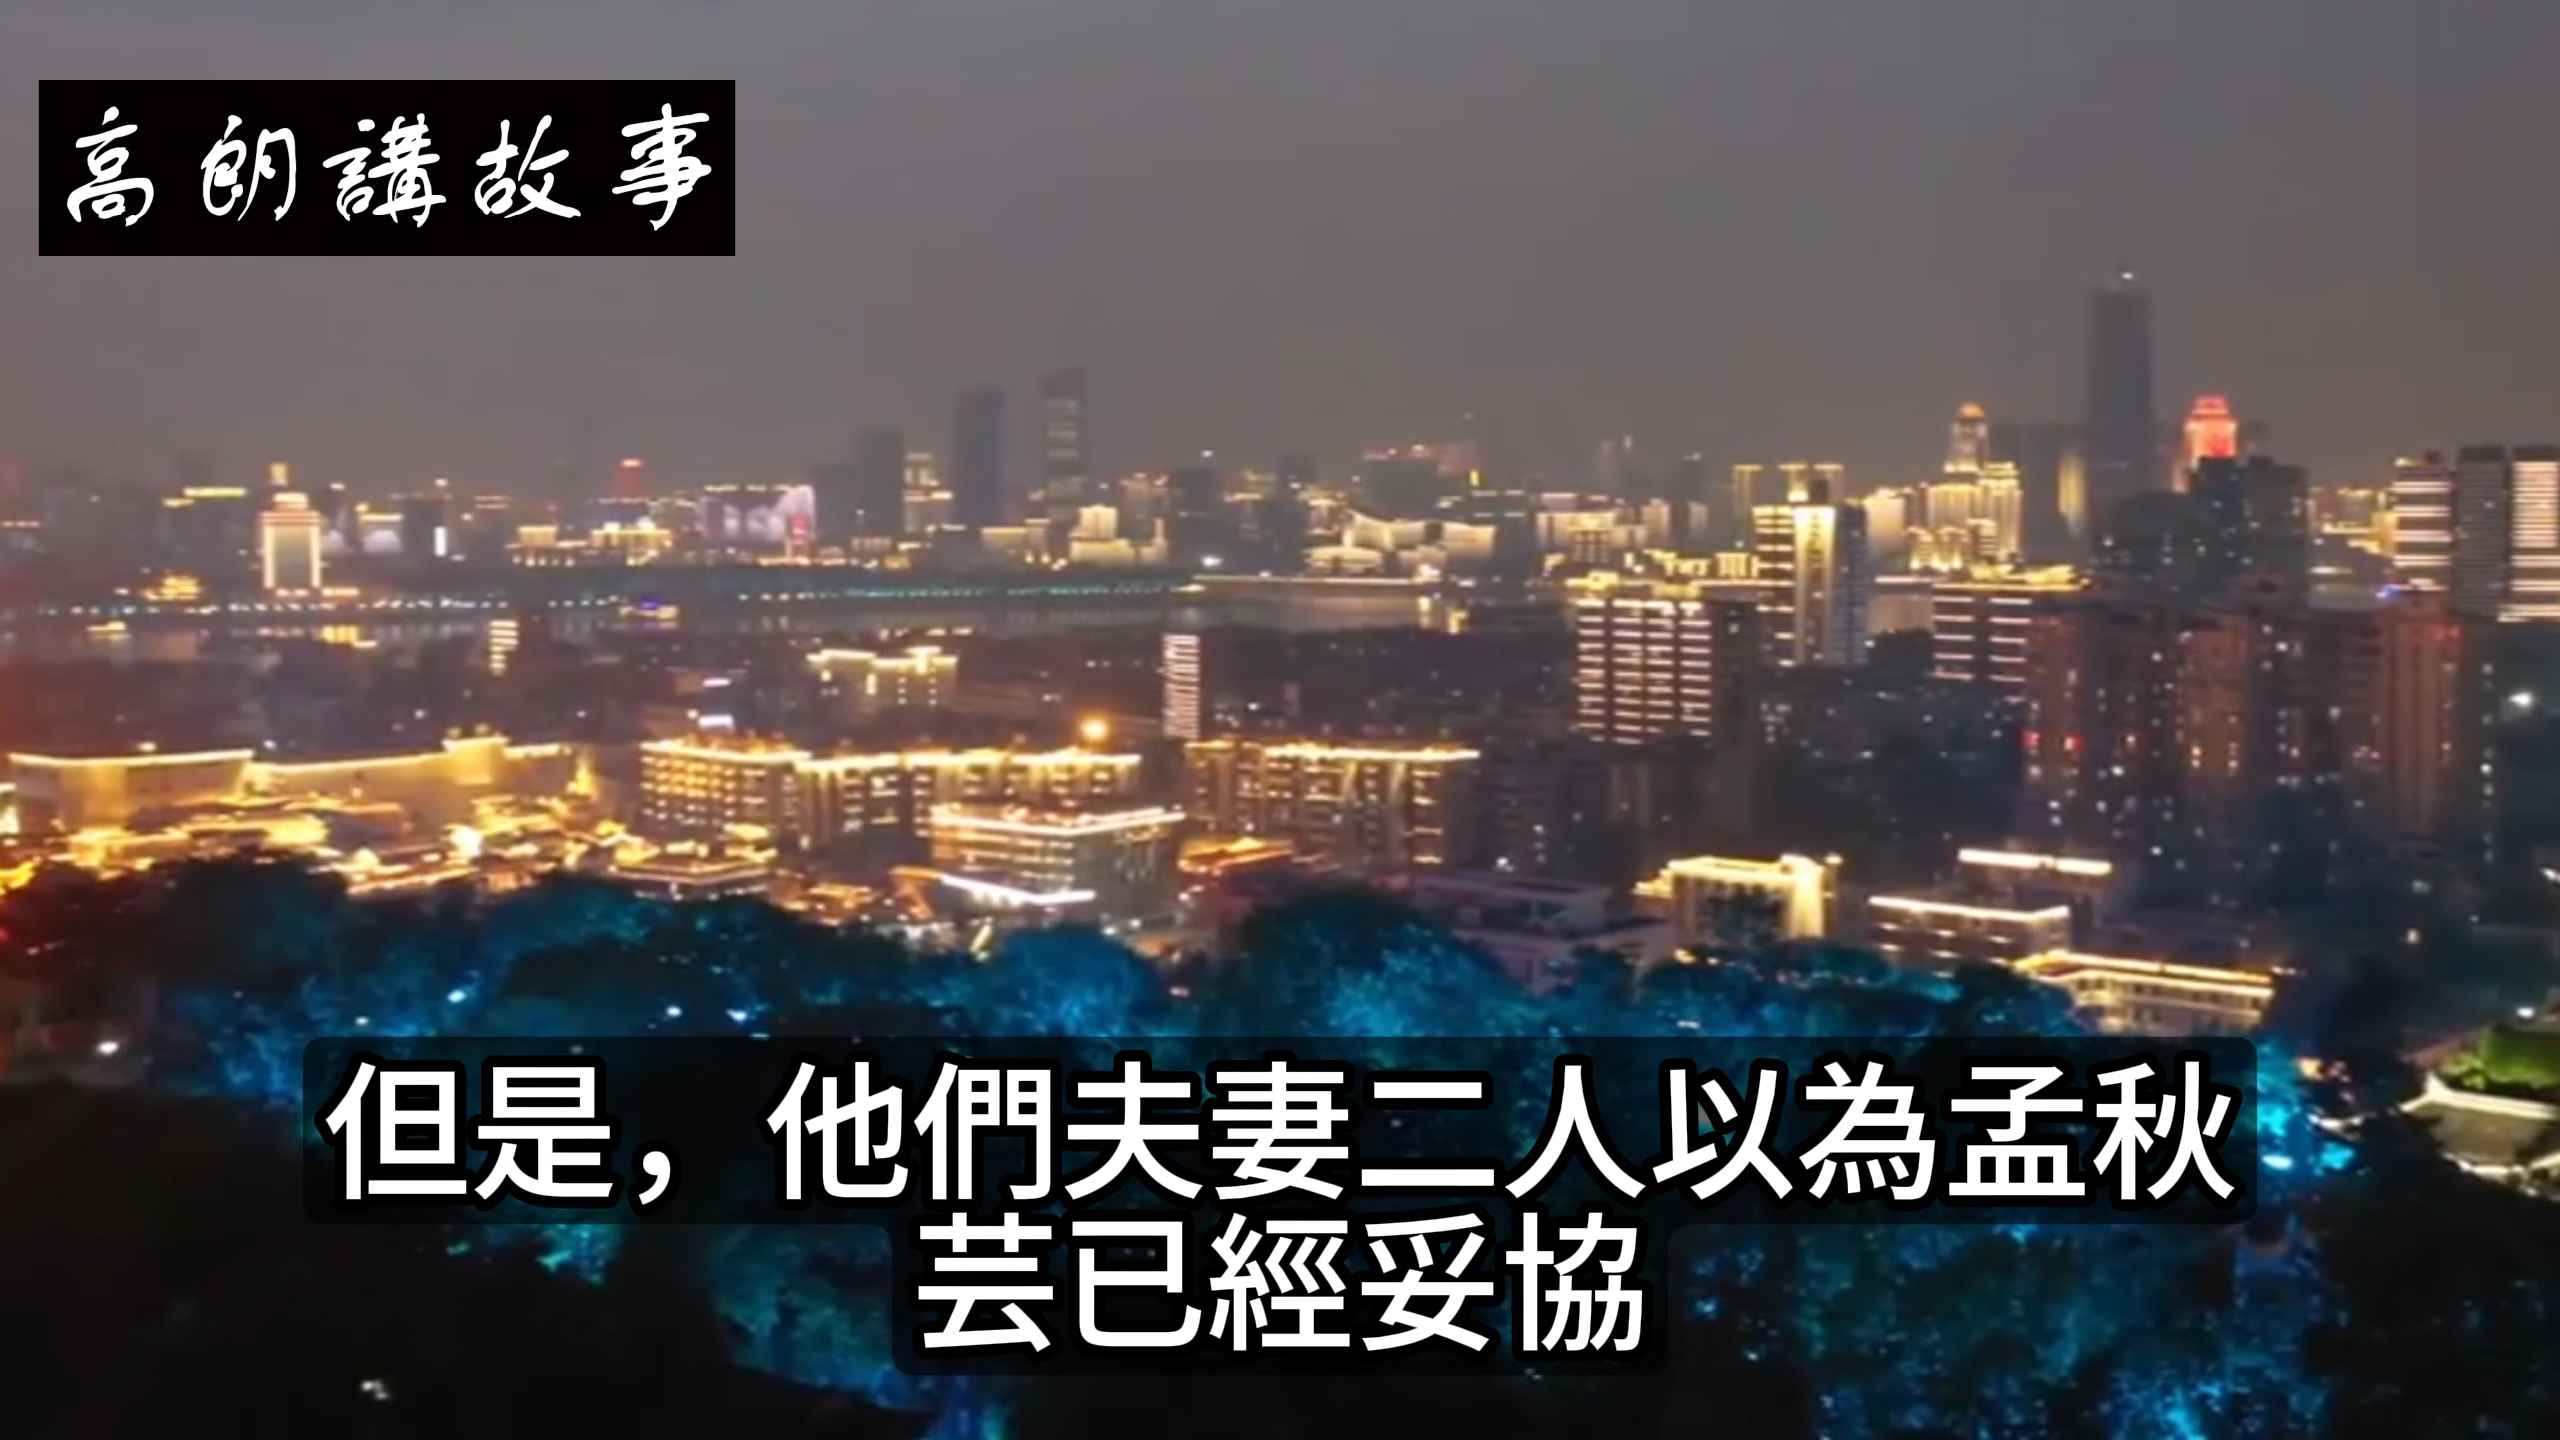 高朗講故事
但是，他們夫妻二人以為孟秋
芸已經妥協